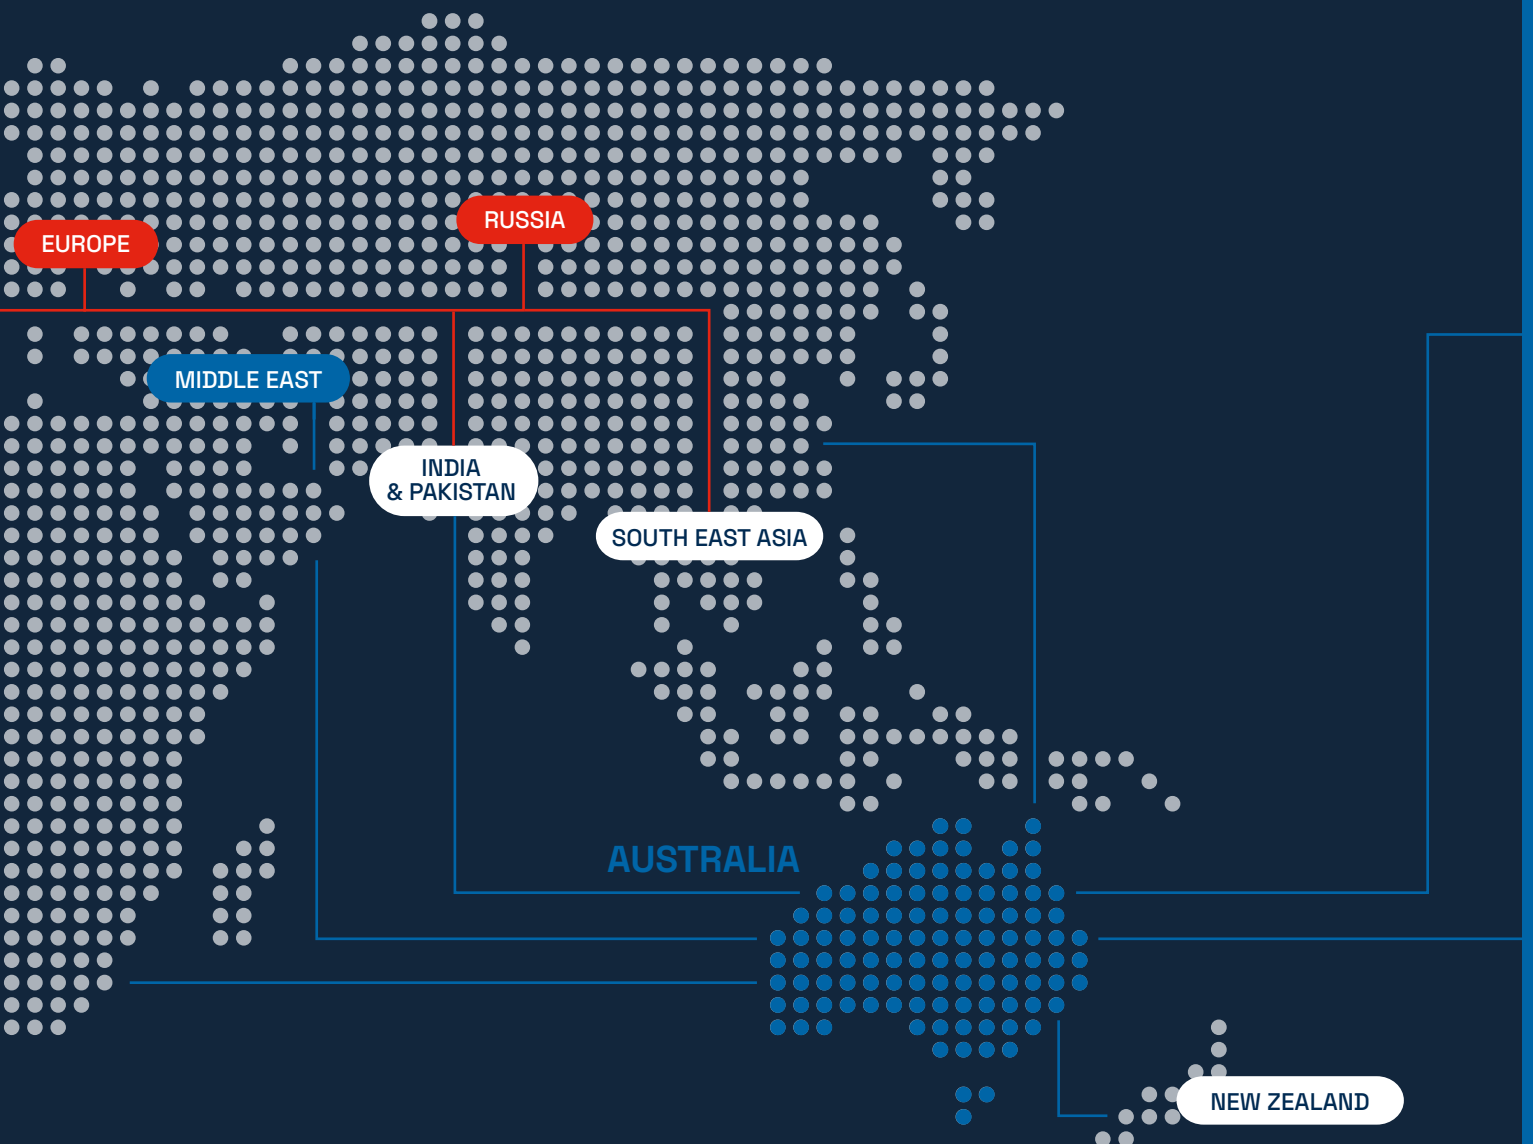 RUSSIA
EUROPE
MIDDLE EAST
INDIA
& PAKISTAN
SOUTH EAST ASIA
AUSTRALIA
NEW ZEALAND